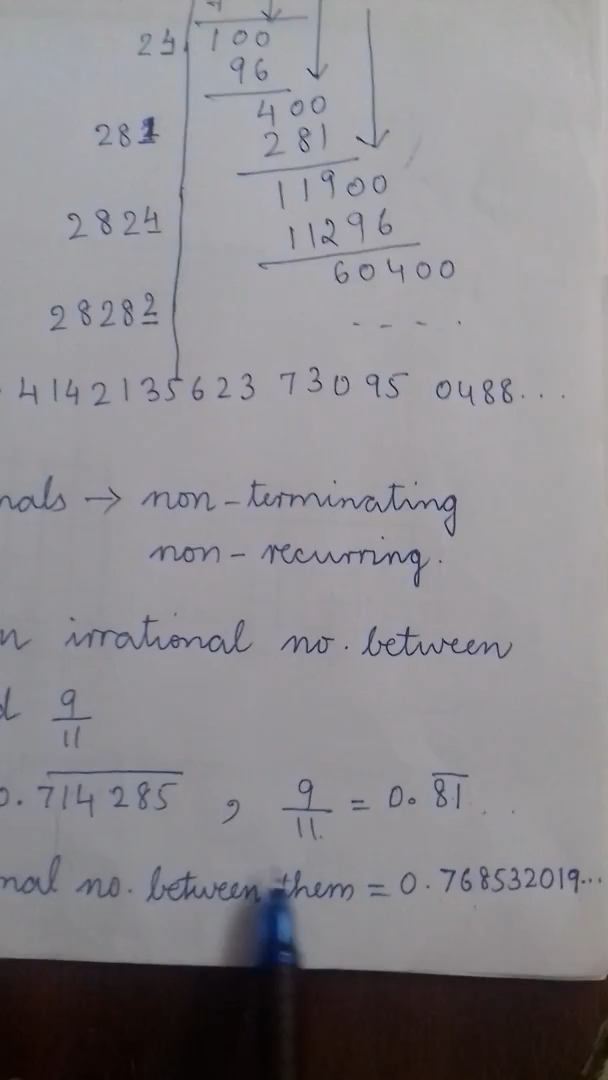 24 100
96
400
281 281
11900
2824 11296
60400
28282 - - - .
4142135623 73095 0488...
nals → non-terminating
non-recurring.
n irrational no. between
9/11
0.714285 , 9/11 = 0.81
nal no. between them = 0.768532019...